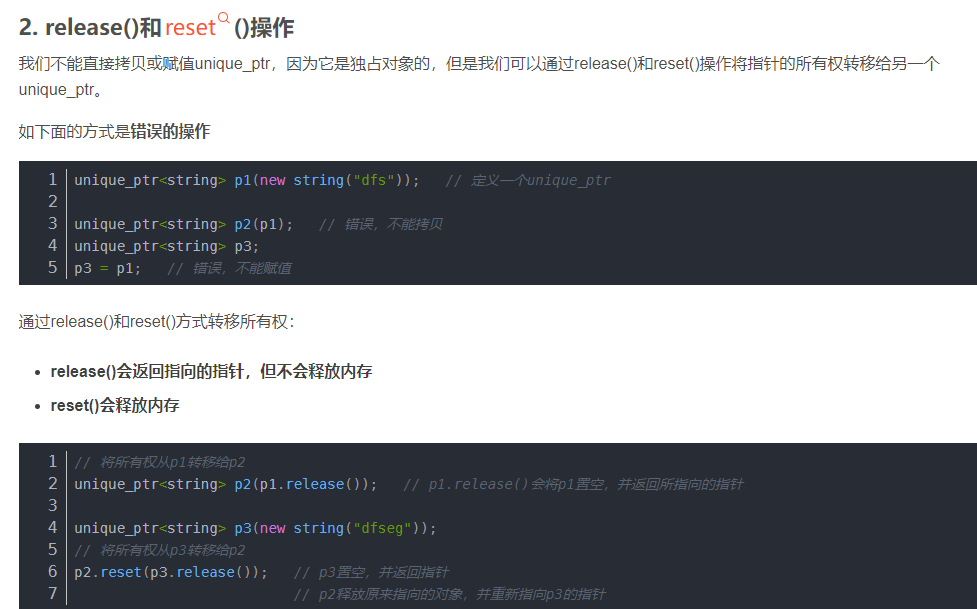 2. release()和reset()操作
我们不能直接拷贝或赋值unique_ptr，因为它是独占对象的，但是我们可以通过release()和reset()操作将指针的所有权转移给另一个
unique_ptr。
如下面的方式是错误的操作
1 unique_ptr<string> p1(new string("dfs"));   // 定义一个unique_ptr
2
3 unique_ptr<string> p2(p1);   // 错误，不能拷贝
4 unique_ptr<string> p3;
5 p3 = p1;   // 错误，不能赋值
通过release()和reset()方式转移所有权：
• release()会返回指向的指针，但不会释放内存
• reset()会释放内存
1 // 将所有权从p1转移给p2
2 unique_ptr<string> p2(p1.release());   // p1.release()会将p1置空，并返回所指向的指针
3
4 unique_ptr<string> p3(new string("dfseg"));
5 // 将所有权从p3转移给p2
6 p2.reset(p3.release());   // p3置空，并返回指针
7                           // p2释放原来指向的对象，并重新指向p3的指针